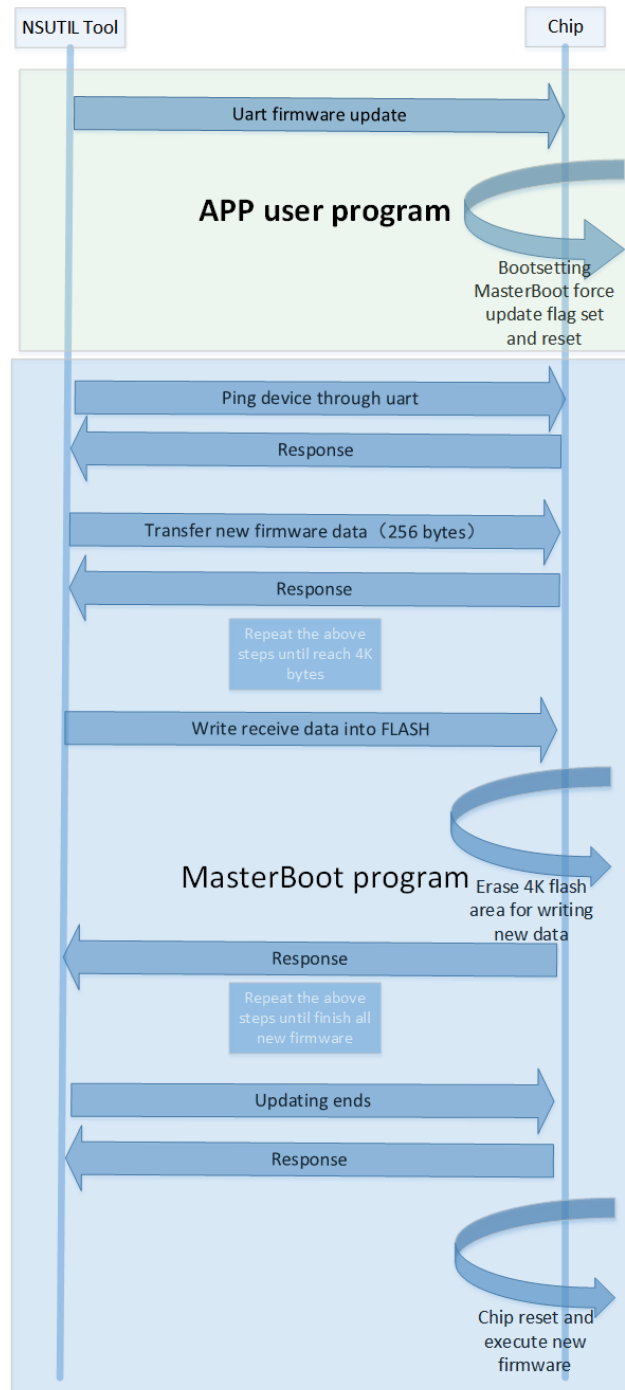 NSUTIL Tool
Chip
Uart firmware update
APP user program
Bootsetting
MasterBoot force
update flag set
and reset
Ping device through uart
Response
Transfer new firmware data（256 bytes）
Response
Repeat the above
steps until reach 4K
bytes
Write receive data into FLASH
MasterBoot program
Erase 4K flash
area for writing
new data
Response
Repeat the above
steps until finish all
new firmware
Updating ends
Response
Chip reset and
execute new
firmware